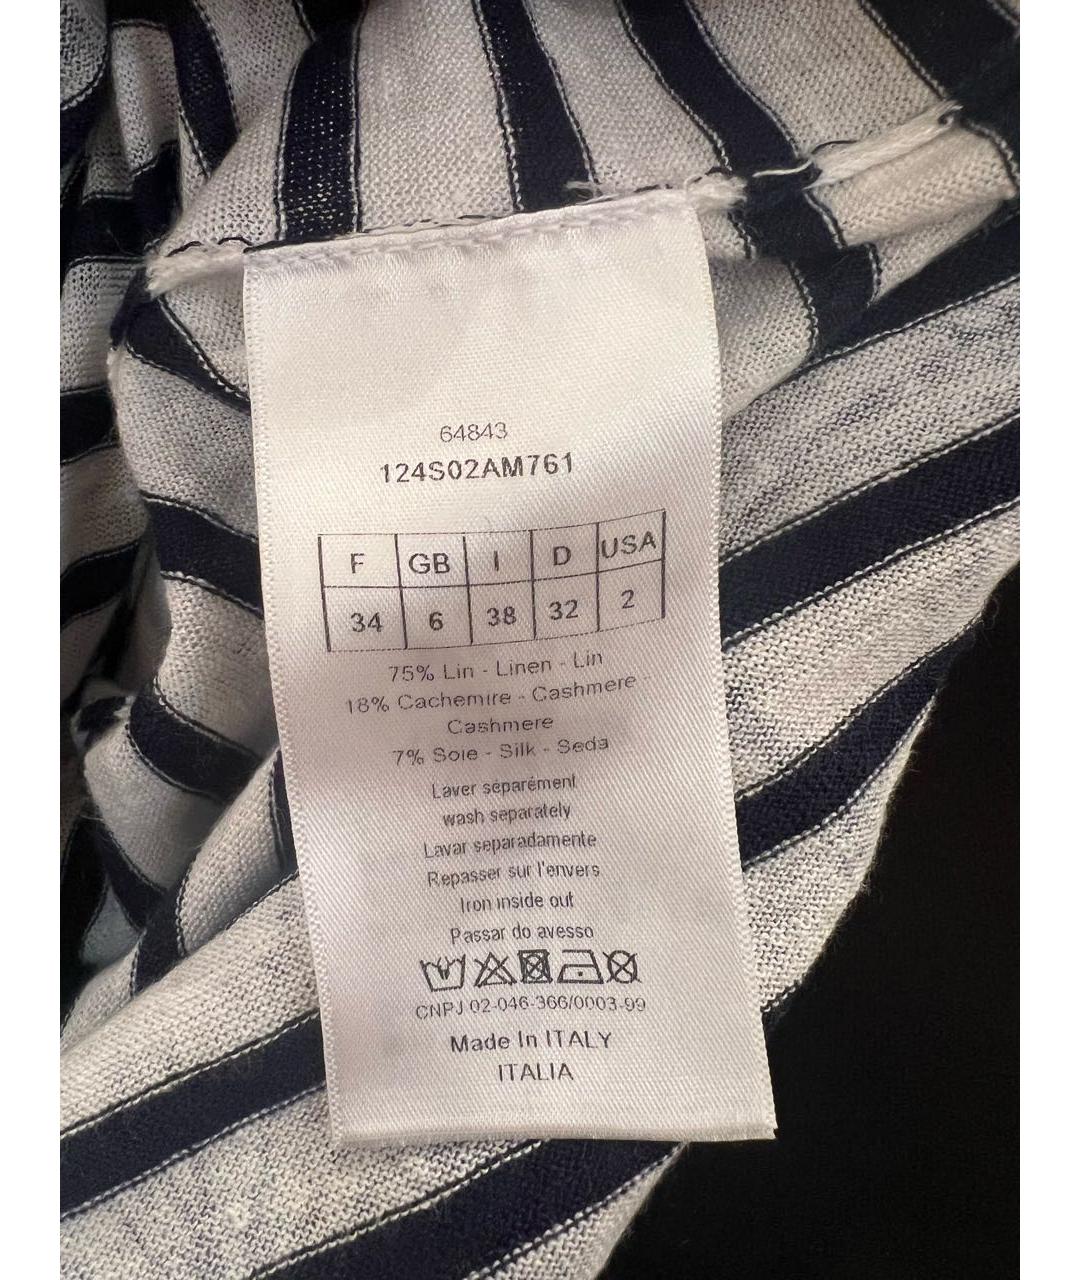 64843
124S02AM761
F GB I D USA
34 6 38 32 2
75% Lin - Linen - Lin
18% Cachemire - Cashmere -
Cashmere
7% Soie - Silk - Seda
Laver séparément
wash separately
Lavar separadamente
Repasser sur l'envers
Iron inside out
Passar do avesso
CNPJ 02-046-366/0003-99
Made In ITALY
ITALIA